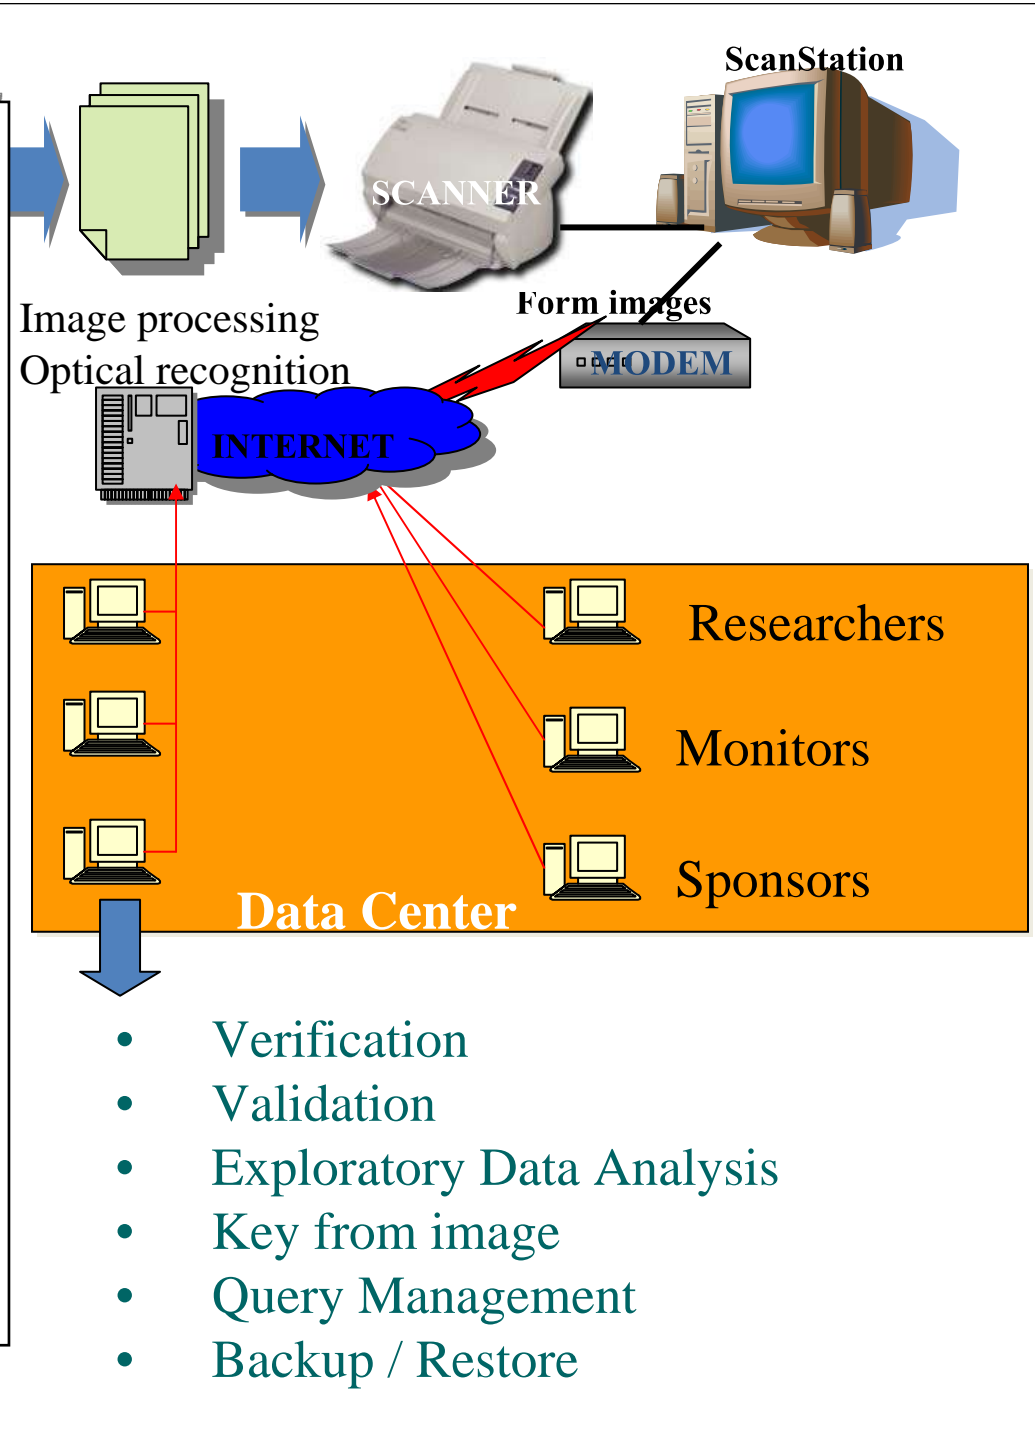 ScanStation
SCANNER
Form images
MODEM
Image processing
Optical recognition
INTERNET
Researchers
Monitors
Sponsors
Data Center
• Verification
• Validation
• Exploratory Data Analysis
• Key from image
• Query Management
• Backup / Restore